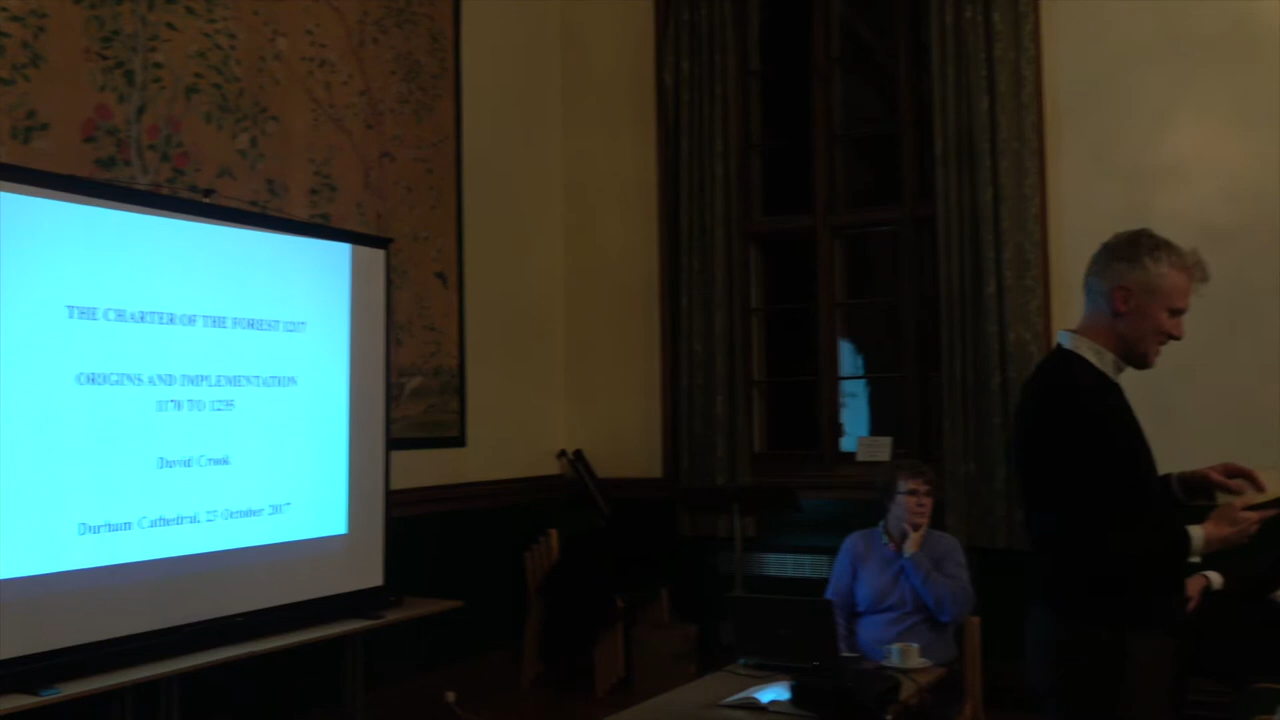 THE CHARTER OF THE FOREST 1217
ORIGINS AND IMPLEMENTATION
1170 TO 1235
David Crook
Durham Cathedral, 25 October 2017